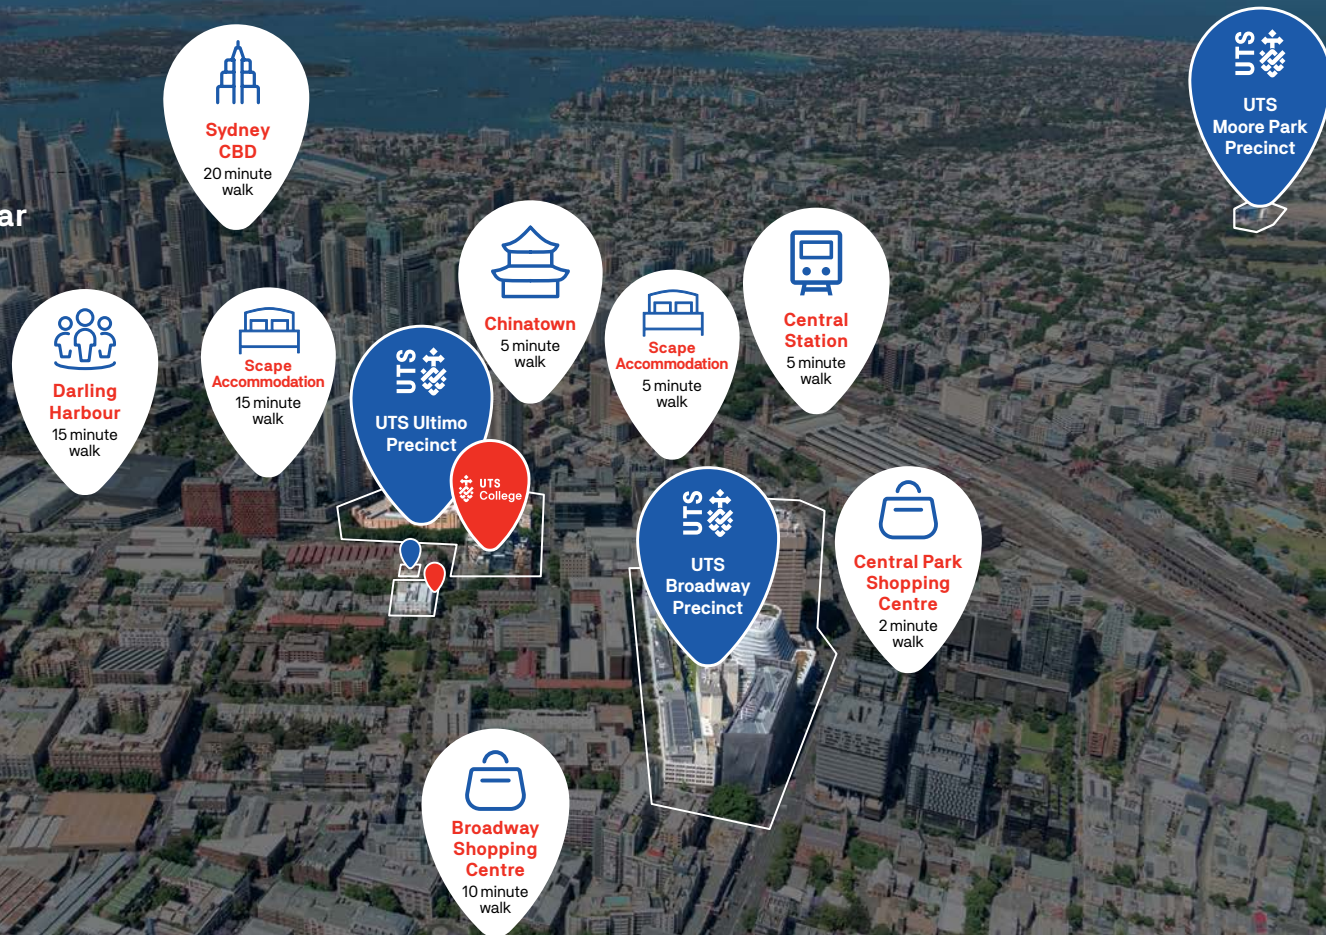 UTS
UTS
Moore Park
Precinct
Sydney
CBD
20 minute
walk
ar
Chinatown
5 minute
walk
Central
Station
5 minute
walk
Darling
Harbour
15 minute
walk
Scape
Accommodation
15 minute
walk
UTS
UTS Ultimo
Precinct
Scape
Accommodation
5 minute
walk
UTS
College
UTS
UTS
Broadway
Precinct
Central Park
Shopping
Centre
2 minute
walk
Broadway
Shopping
Centre
10 minute
walk